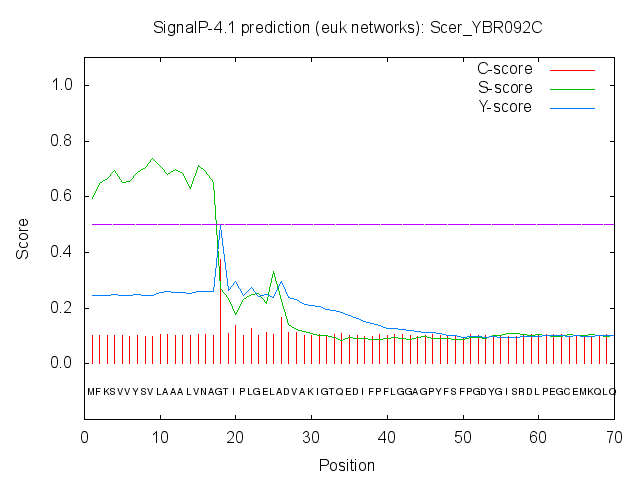 SignalP-4.1 prediction (euk networks): Scer_YBR092C
C-score
S-score
Y-score
1.0
0.8
0.6
0.4
0.2
0.0
Score
MFKSVVYSVLAAALVNAGTIPLGELADVAKIGTQEDIFPFLGGAGPYFSFPGDYGISRDLPEGCEMKQLQ
0 10 20 30 40 50 60 70
Position